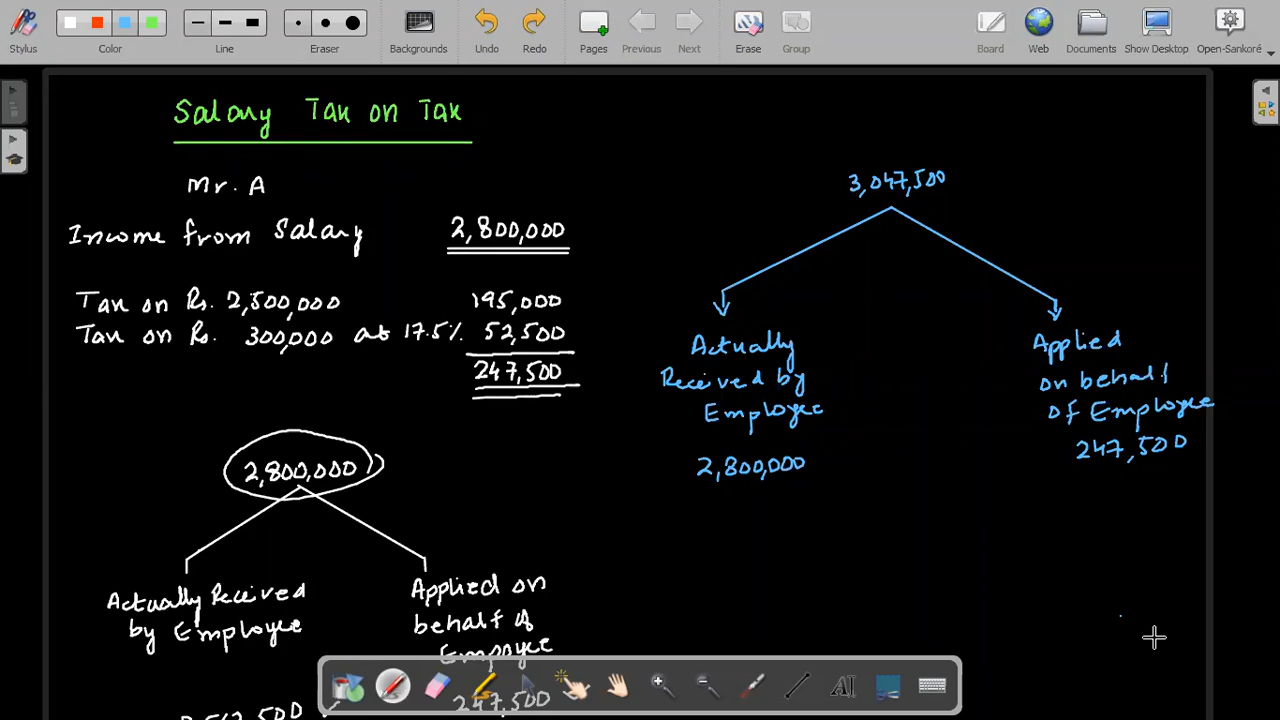 Stylus
Color
Line
Eraser
Backgrounds
Undo
Redo
Pages
Previous
Next
Erase
Group
Board
Web
Documents
Show Desktop
Open-Sankoré
Salary Tax on Tax
Mr. A
Income from Salary 2,800,000
Tax on Rs. 2,500,000 195,000
Tax on Rs. 300,000 at 17.5% 52,500
247,500
2,800,000
Actually Received
by Employee
Applied on
behalf of
Empoyee
247,500
3,047,500
Actually
Received by
Employee
2,800,000
Applied
on behalf
of Employee
247,500
AI